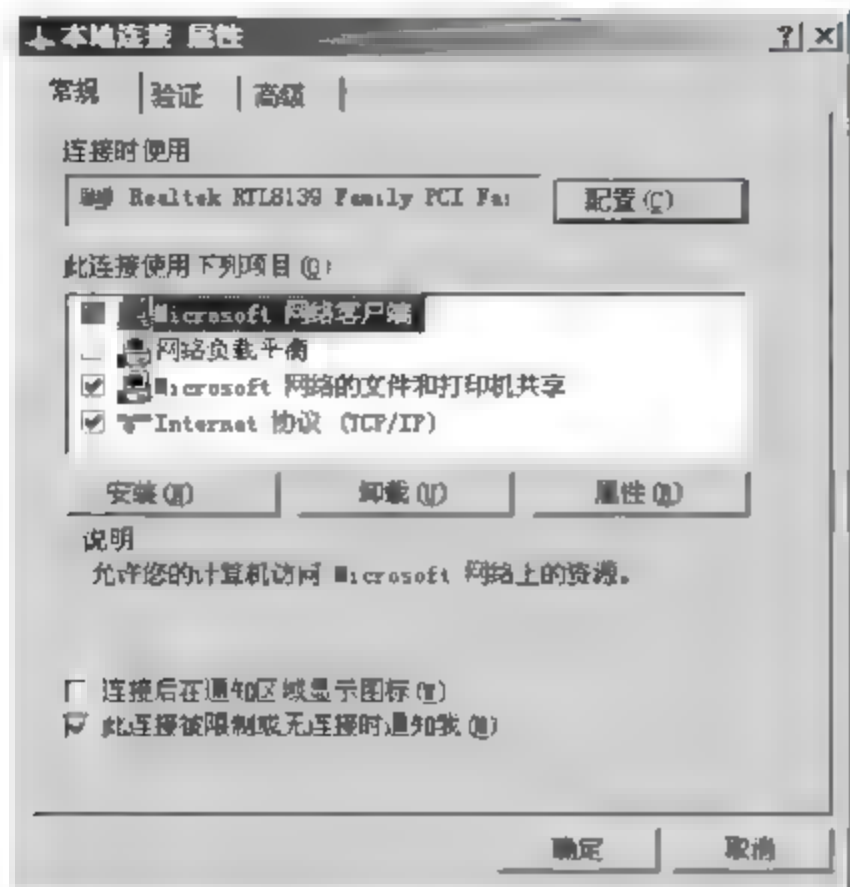 本地连接 属性
常规 验证 高级
连接时使用
Realtek RTL8139 Family PCI Fa
配置(C)
此连接使用下列项目(O):
Microsoft 网络客户端
网络负载平衡
Microsoft 网络的文件和打印机共享
Internet 协议 (TCP/IP)
安装(N) 卸载(U) 属性(R)
说明
允许您的计算机访问 Microsoft 网络上的资源。
连接后在通知区域显示图标(W)
此连接被限制或无连接时通知我(M)
确定 取消